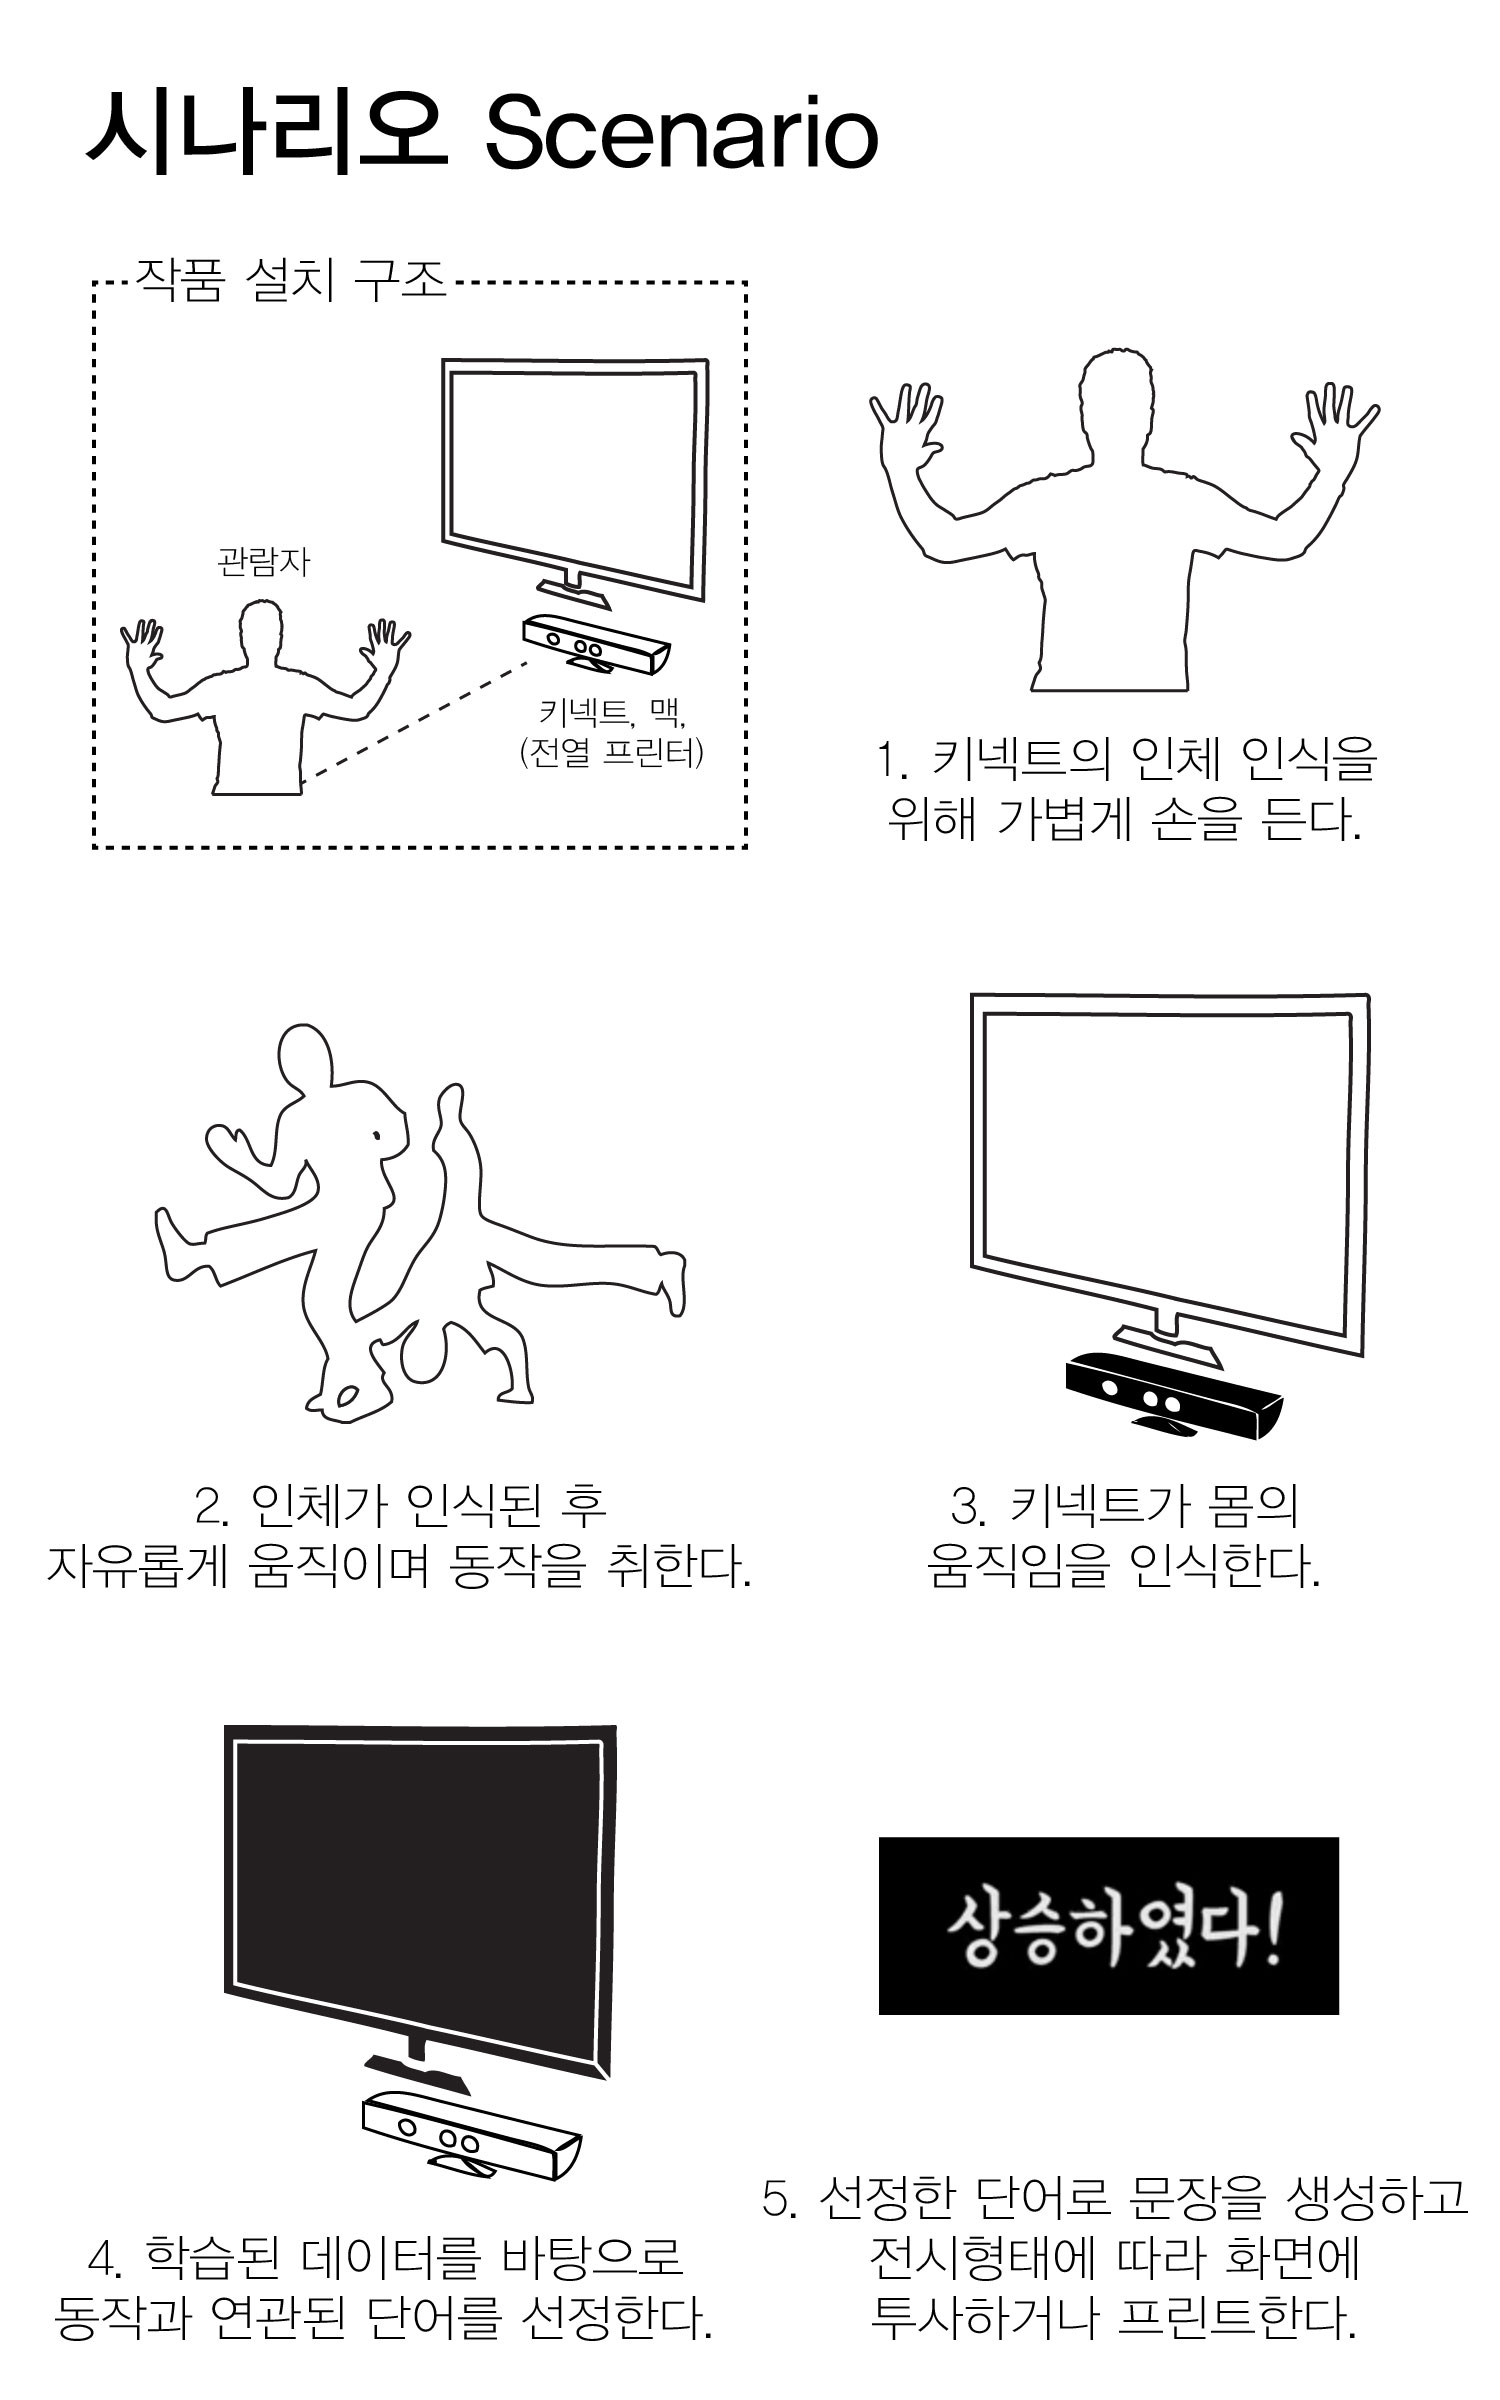 시나리오 Scenario
작품 설치 구조
관람자
키넥트, 맥,
(전열 프린터)
1. 키넥트의 인체 인식을
위해 가볍게 손을 든다.
2. 인체가 인식된 후
자유롭게 움직이며 동작을 취한다.
3. 키넥트가 몸의
움직임을 인식한다.
4. 학습된 데이터를 바탕으로
동작과 연관된 단어를 선정한다.
상승하였다!
5. 선정한 단어로 문장을 생성하고
전시형태에 따라 화면에
투사하거나 프린트한다.